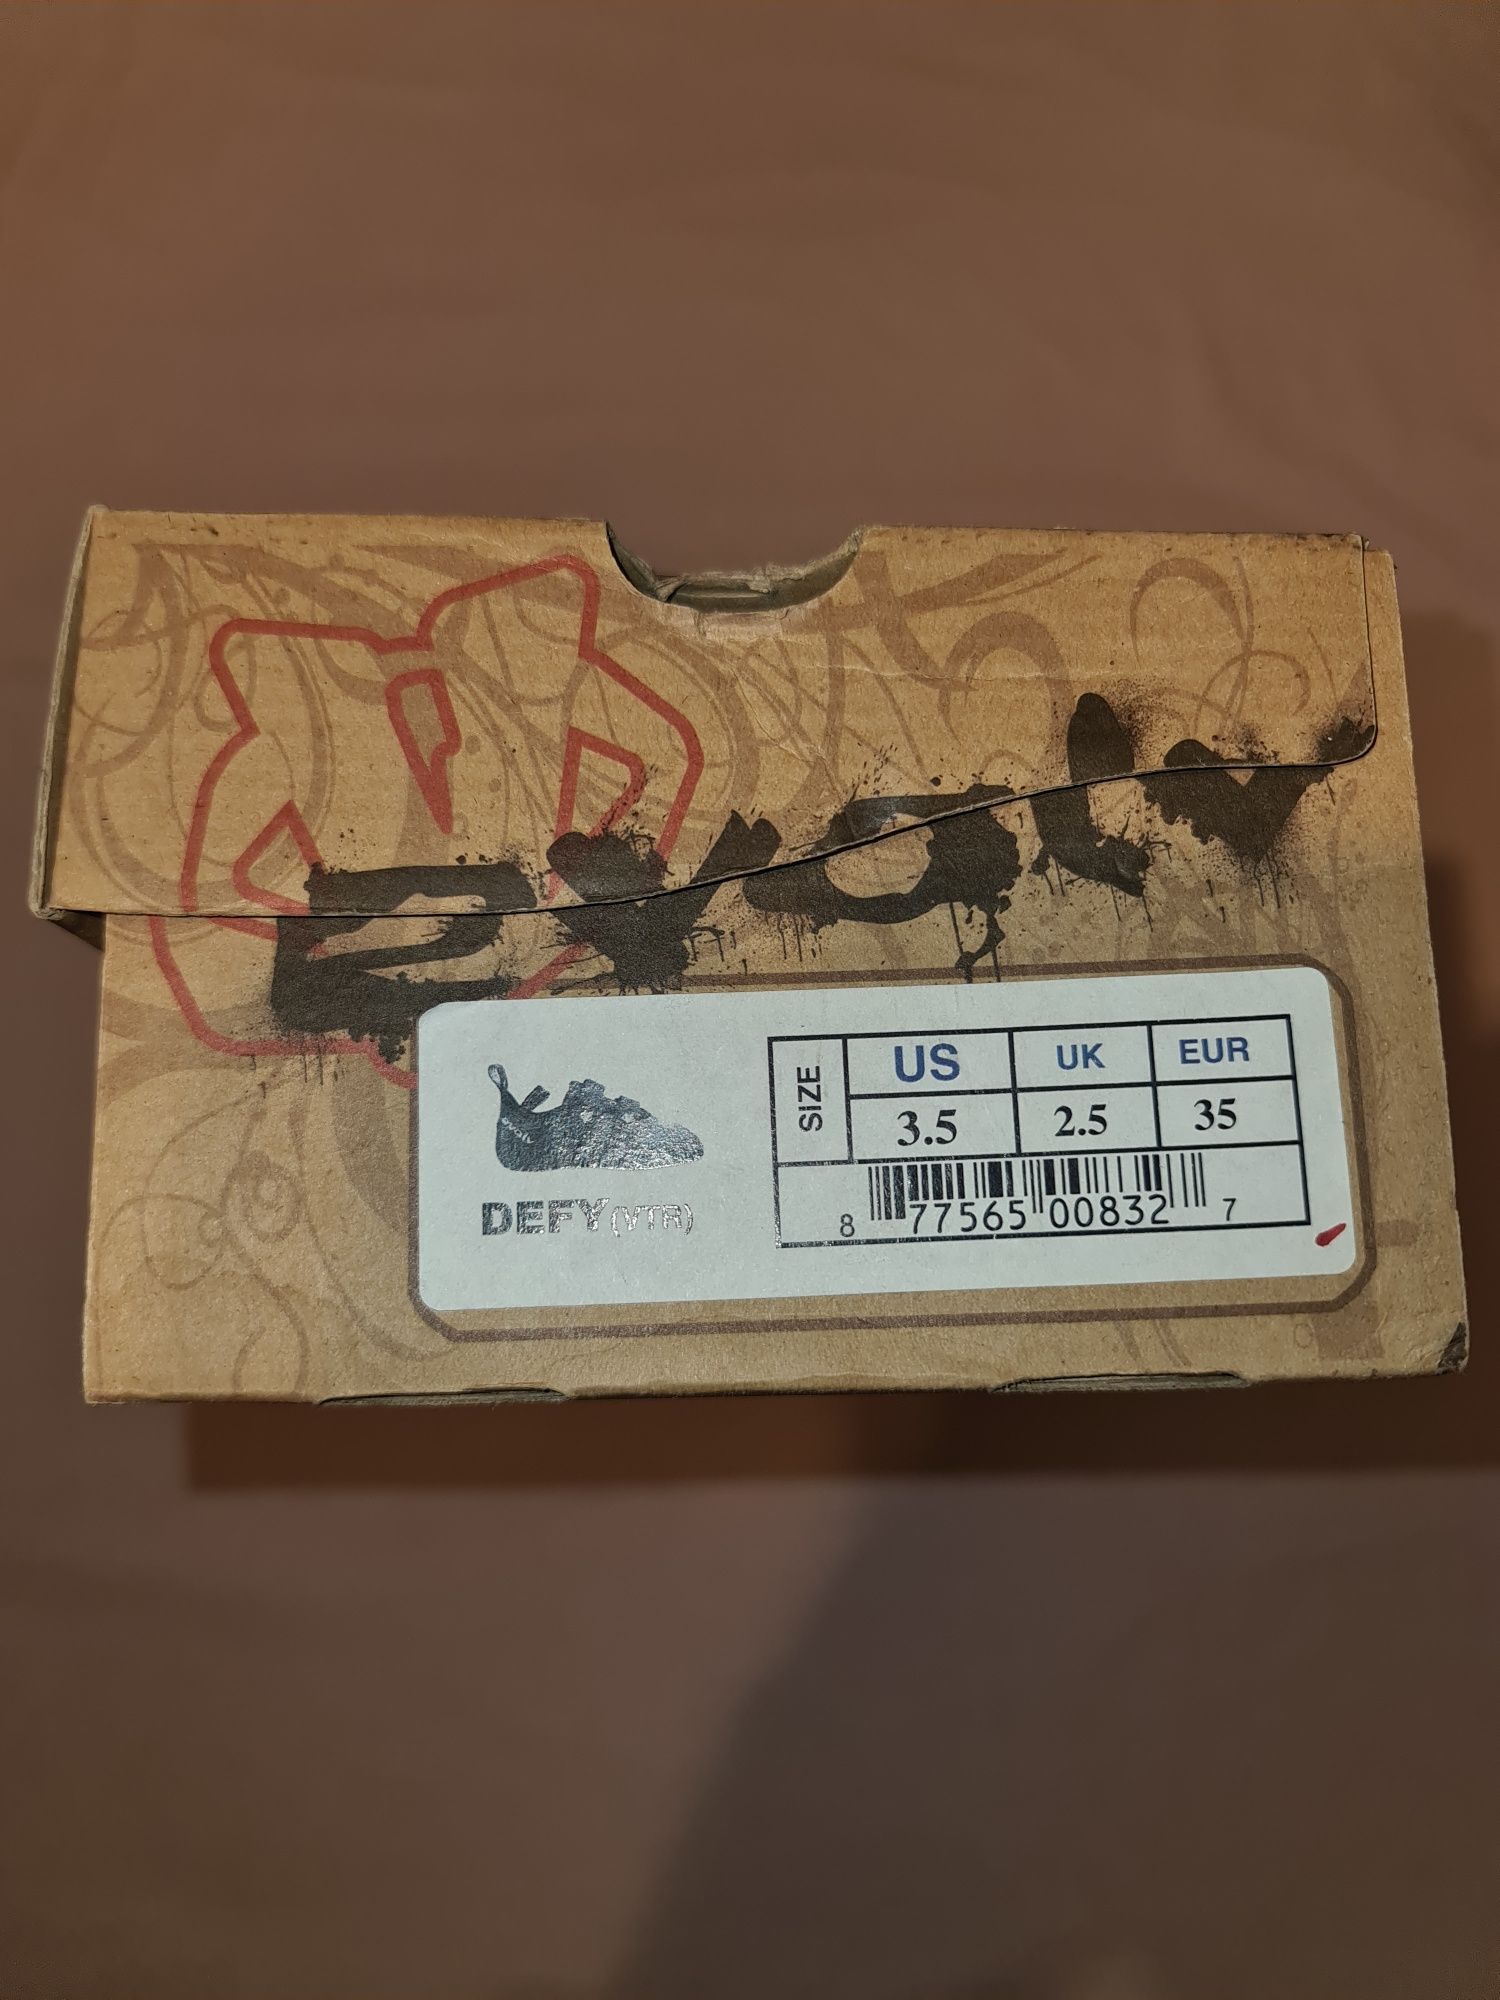 evolv
DEFY (VTR)
SIZE
US UK EUR
3.5 2.5 35
8 77565 00832 7